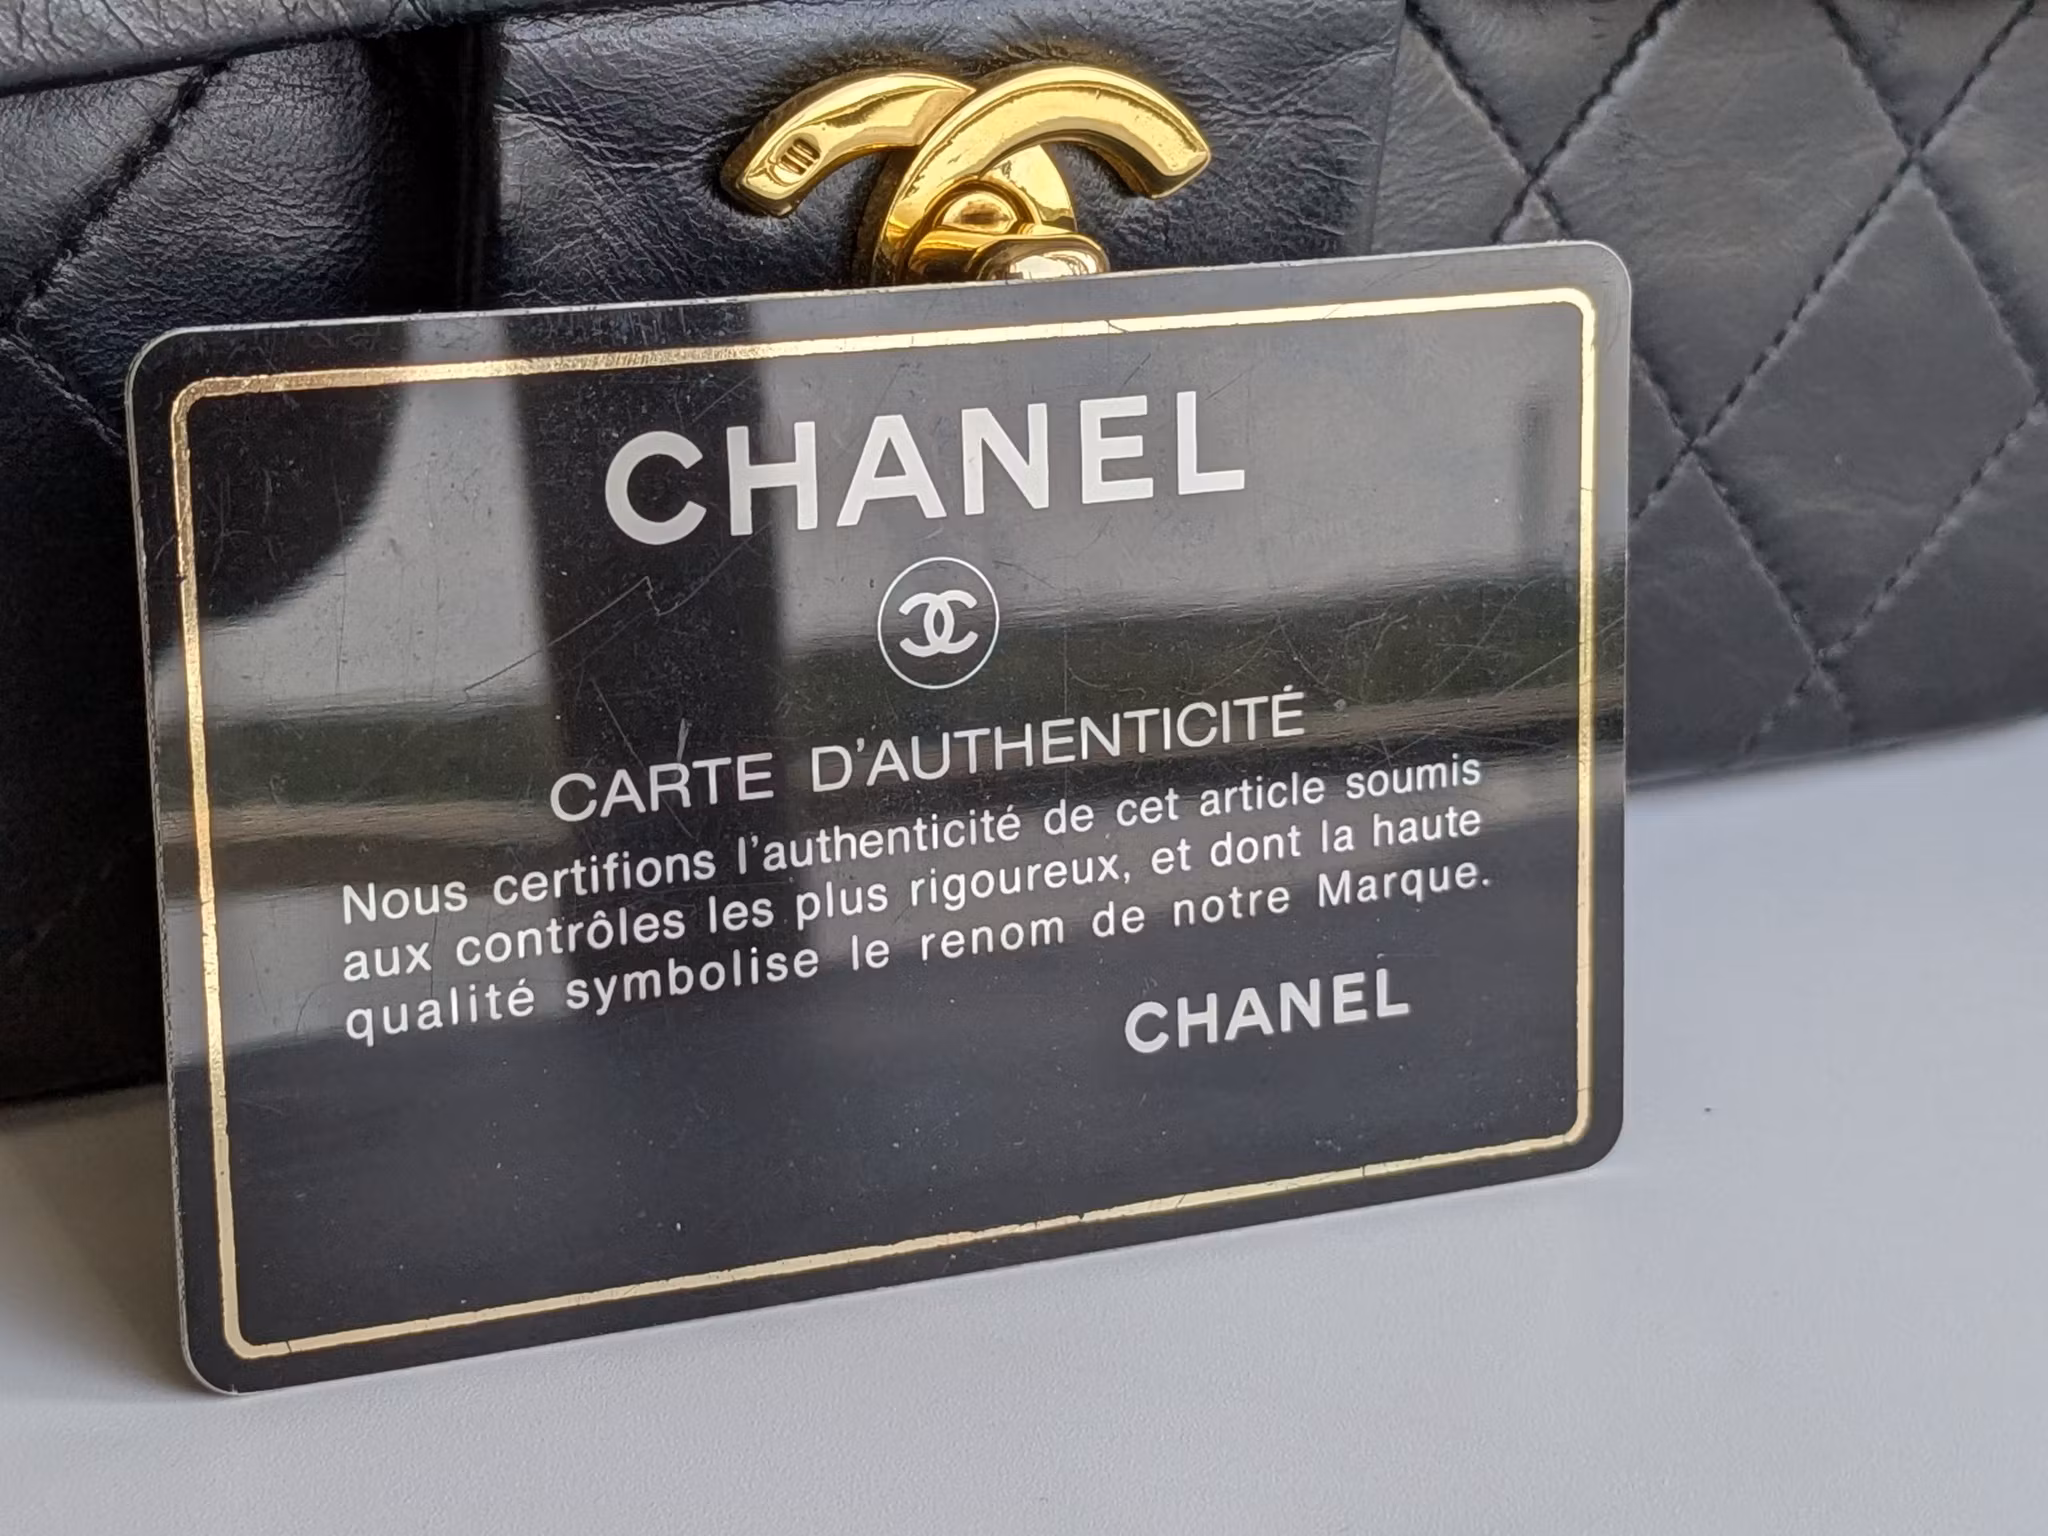 CHANEL
CARTE D'AUTHENTICITÉ
Nous certifions l'authenticité de cet article soumis
aux contrôles les plus rigoureux, et dont la haute
qualité symbolise le renom de notre Marque.
CHANEL